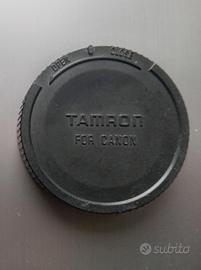 OPEN CLOSE
TAMRON
FOR CANON
subito